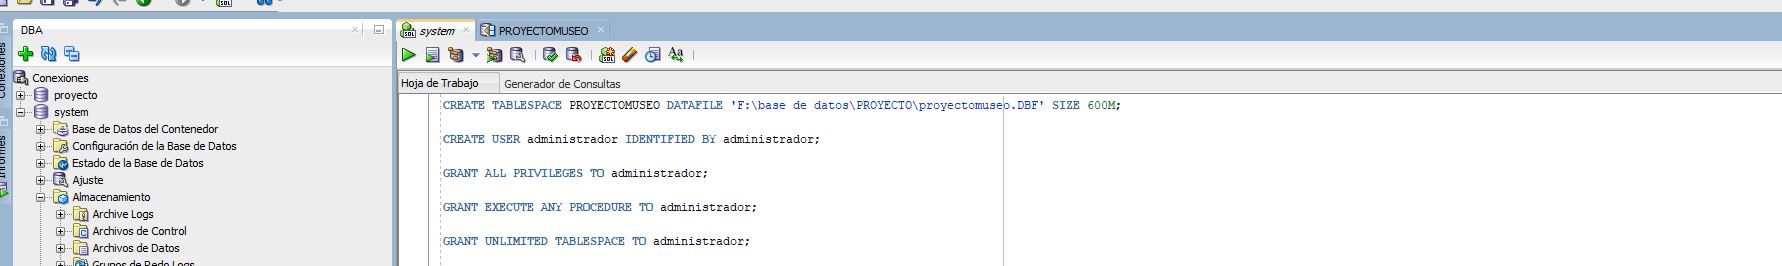 DBA
system
PROYECTOMUSEO
Conexiones
Informes
Hoja de Trabajo
Generador de Consultas
Conexiones
proyecto
system
Base de Datos del Contenedor
Configuración de la Base de Datos
Estado de la Base de Datos
Ajuste
Almacenamiento
Archive Logs
Archivos de Control
Archivos de Datos
Grupos de Redo Logs
CREATE TABLESPACE PROYECTOMUSEO DATAFILE 'F:\base de datos\PROYECTO\proyectomuseo.DBF' SIZE 600M;
CREATE USER administrador IDENTIFIED BY administrador;
GRANT ALL PRIVILEGES TO administrador;
GRANT EXECUTE ANY PROCEDURE TO administrador;
GRANT UNLIMITED TABLESPACE TO administrador;